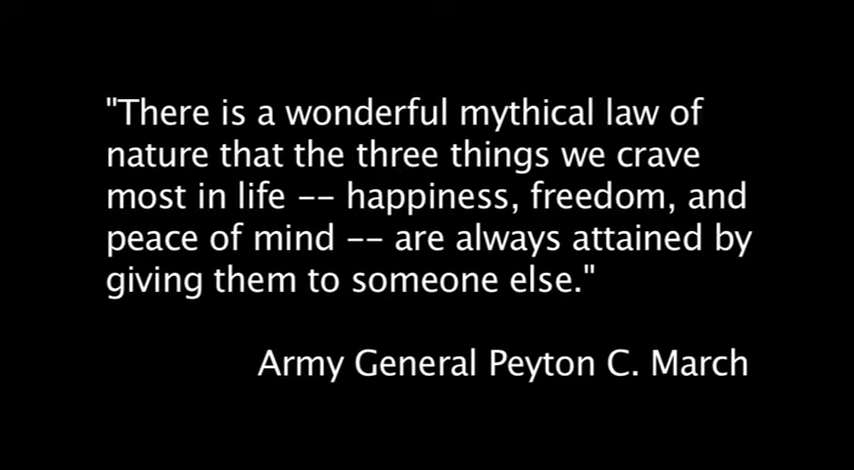 "There is a wonderful mythical law of
nature that the three things we crave
most in life -- happiness, freedom, and
peace of mind -- are always attained by
giving them to someone else."
Army General Peyton C. March